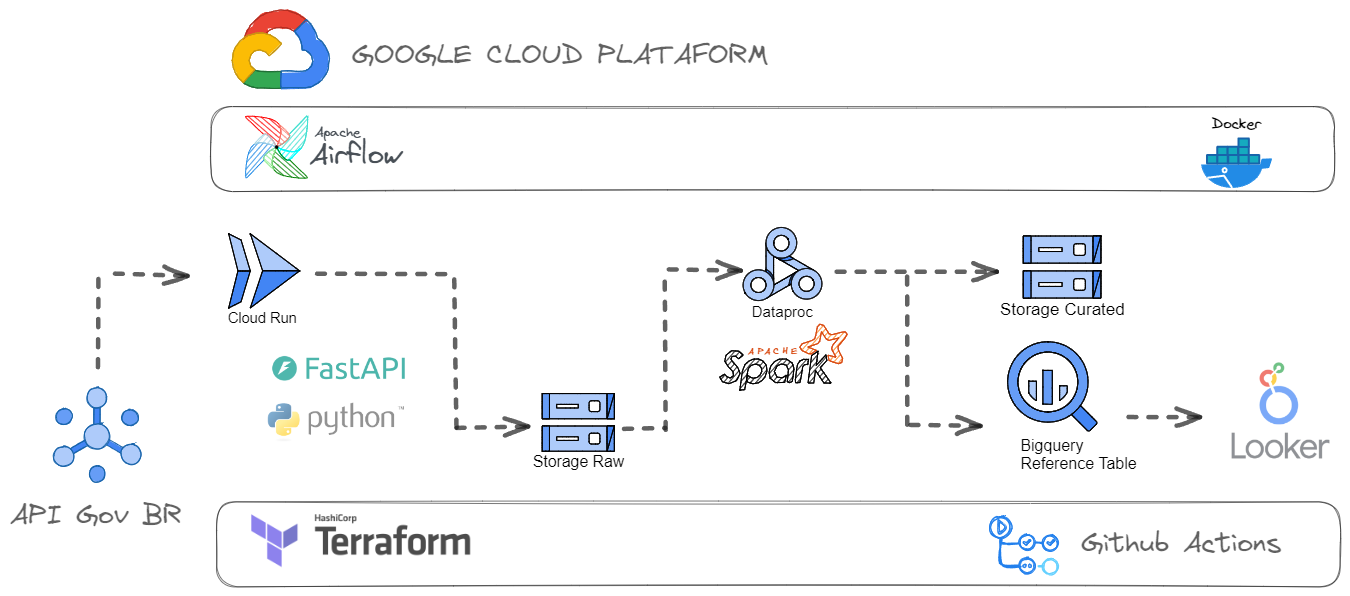 GOOGLE CLOUD PLATAFORM
Apache
Airflow
Docker
Cloud Run
Dataproc
Storage Curated
APACHE
Spark
FastAPI
python™
Storage Raw
Bigquery
Reference Table
Looker
API Gov BR
HashiCorp
Terraform
Github Actions